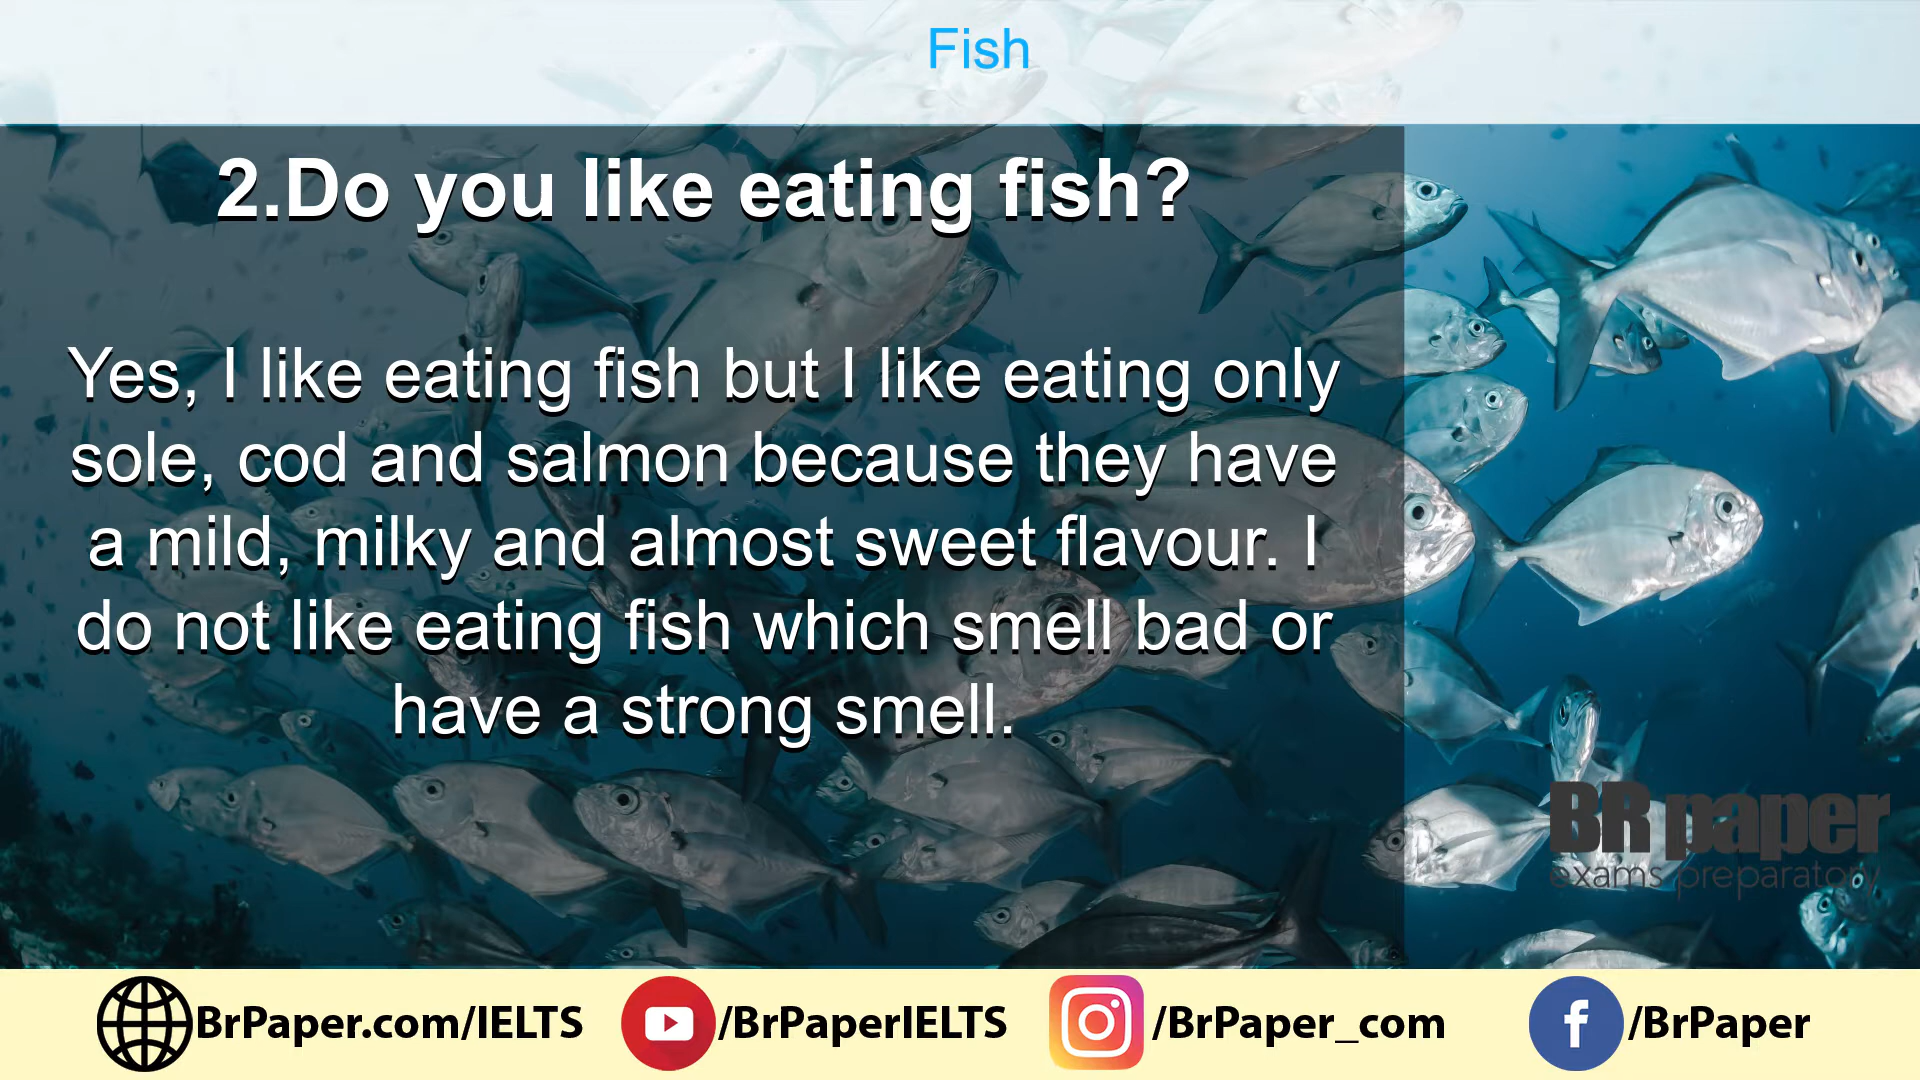 Fish
2.Do you like eating fish?
Yes, I like eating fish but I like eating only
sole, cod and salmon because they have
a mild, milky and almost sweet flavour. I
do not like eating fish which smell bad or
have a strong smell.
BR paper
exams preparatory
BrPaper.com/IELTS
/BrPaperIELTS
/BrPaper_com
/BrPaper